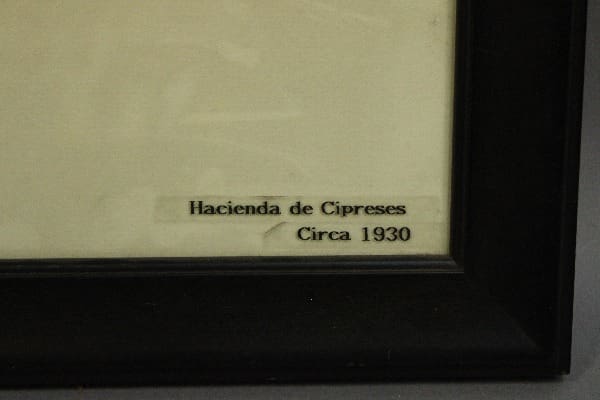 Hacienda de Cipreses
Circa 1930